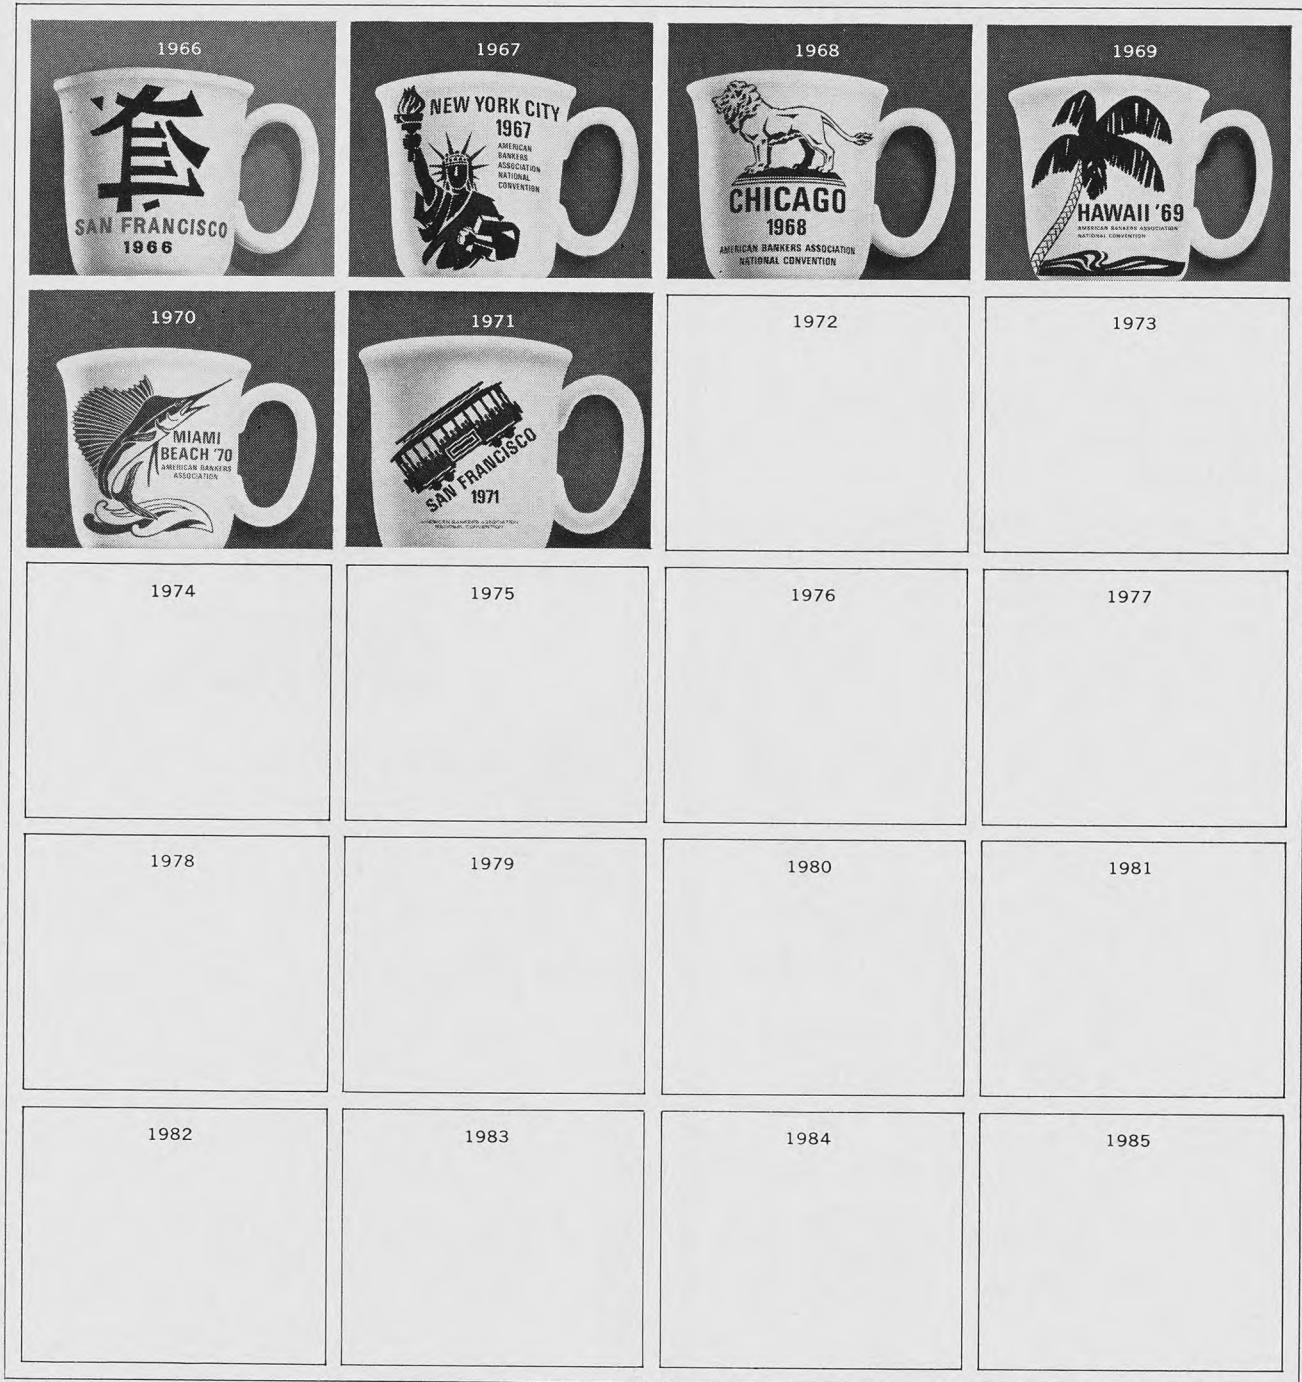 1966
套
SAN FRANCISCO
1966
1967
NEW YORK CITY
1967
AMERICAN
BANKERS
ASSOCIATION
NATIONAL
CONVENTION
1968
CHICAGO
1968
AMERICAN BANKERS ASSOCIATION
NATIONAL CONVENTION
1969
HAWAII '69
AMERICAN BANKERS ASSOCIATION
NATIONAL CONVENTION
1970
MIAMI
BEACH '70
AMERICAN BANKERS
ASSOCIATION
1971
SAN FRANCISCO
1971
AMERICAN BANKERS ASSOCIATION
NATIONAL CONVENTION
1972
1973
1974
1975
1976
1977
1978
1979
1980
1981
1982
1983
1984
1985